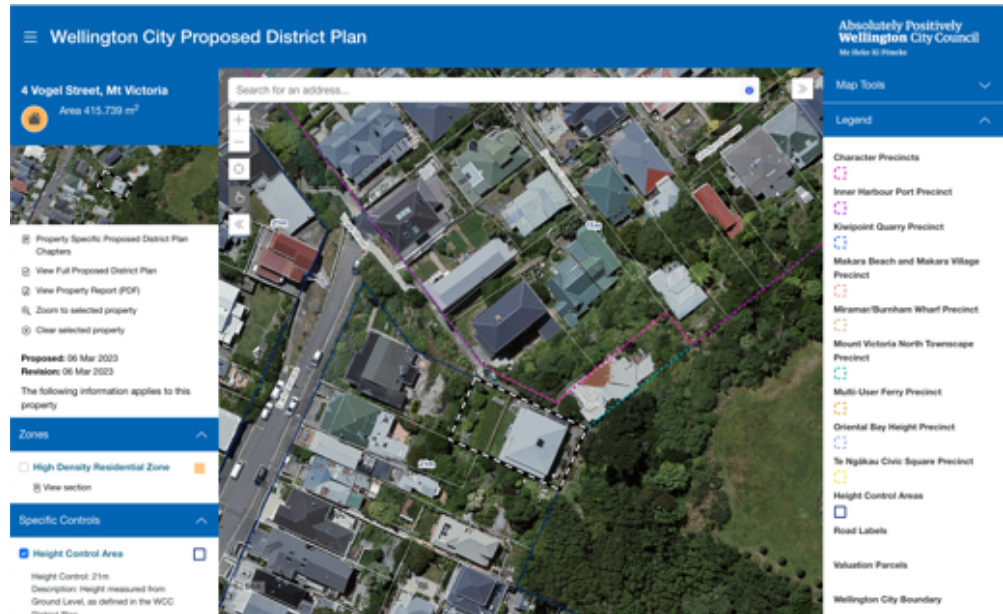 Wellington City Proposed District Plan
Absolutely Positively
Wellington City Council
Me Heke Ki Pōneke
4 Vogel Street, Mt Victoria
Area 415.739 m²
Search for an address...
Map Tools
Legend
Property Specific Proposed District Plan
Chapters
View Full Proposed District Plan
View Property Report (PDF)
Zoom to selected property
Clear selected property
Proposed: 06 Mar 2023
Revision: 06 Mar 2023
The following information applies to this
property
Zones
High Density Residential Zone
View section
Specific Controls
Height Control Area
Height Control: 21m
Description: Height measured from
Ground Level, as defined in the WCC
District Plan
21m
11m
21m
Character Precincts
Inner Harbour Port Precinct
Kiwipoint Quarry Precinct
Makara Beach and Makara Village
Precinct
Miramar/Burnham Wharf Precinct
Mount Victoria North Townscape
Precinct
Multi-User Ferry Precinct
Oriental Bay Height Precinct
Te Ngākau Civic Square Precinct
Height Control Areas
Road Labels
Valuation Parcels
Wellington City Boundary